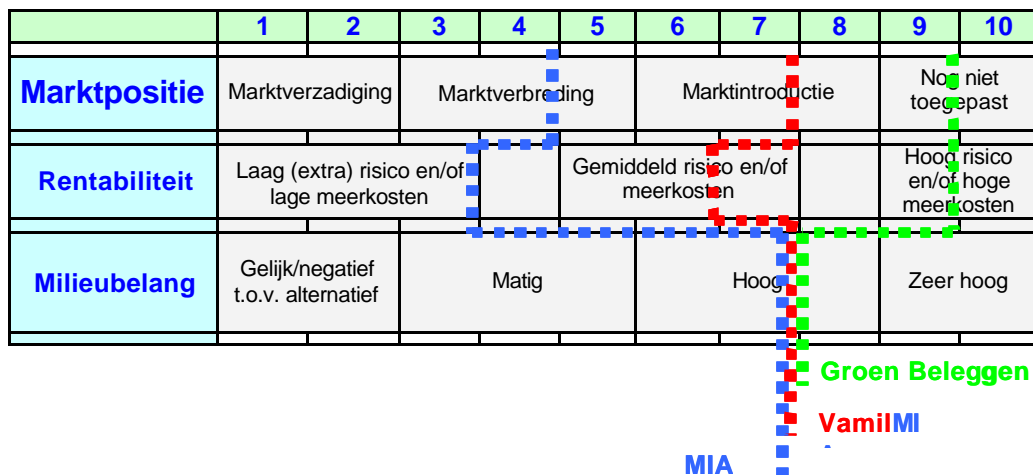 1 2 3 4 5 6 7 8 9 10
Marktpositie
Marktverzadiging
Marktverbreding
Marktintroductie
Nog niet
toegepast
Rentabiliteit
Laag (extra) risico en/of
lage meerkosten
Gemiddeld risico en/of
meerkosten
Hoog risico
en/of hoge
meerkosten
Milieubelang
Gelijk/negatief
t.o.v. alternatief
Matig
Hoog
Zeer hoog
Groen Beleggen
VamilMI
MIA